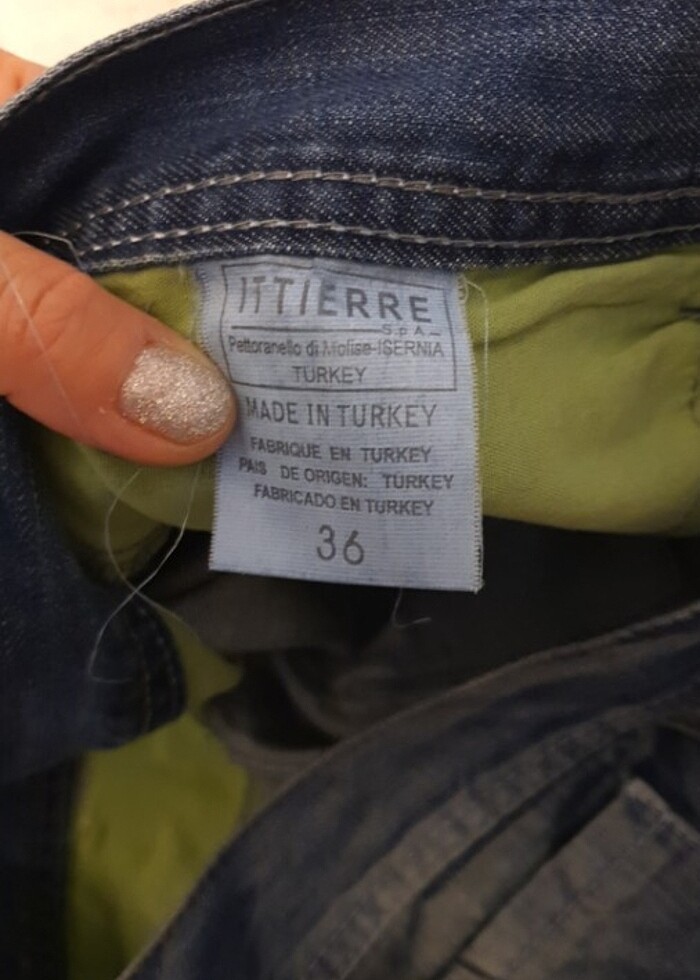 ITTIERRE
S.p.A.
Pettoranello di Molise-ISERNIA
TURKEY
MADE IN TURKEY
FABRIQUE EN TURKEY
PAIS DE ORIGEN: TURKEY
FABRICADO EN TURKEY
36